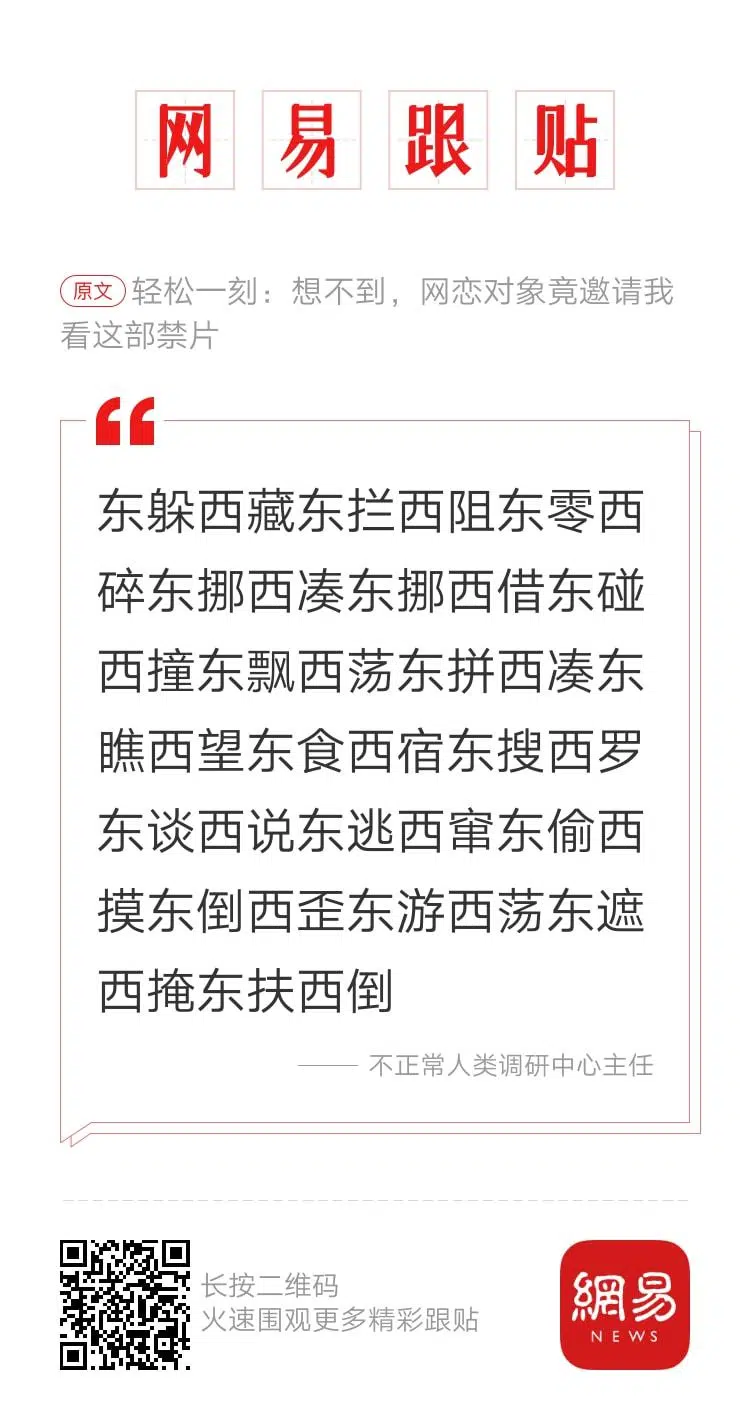 网易跟贴
原文 轻松一刻：想不到，网恋对象竟邀请我
看这部禁片
东躲西藏东拦西阻东零西
碎东挪西凑东挪西借东碰
西撞东飘西荡东拼西凑东
瞧西望东食西宿东搜西罗
东谈西说东逃西窜东偷西
摸东倒西歪东游西荡东遮
西掩东扶西倒
—— 不正常人类调研中心主任
长按二维码
火速围观更多精彩跟贴
網易
NEWS